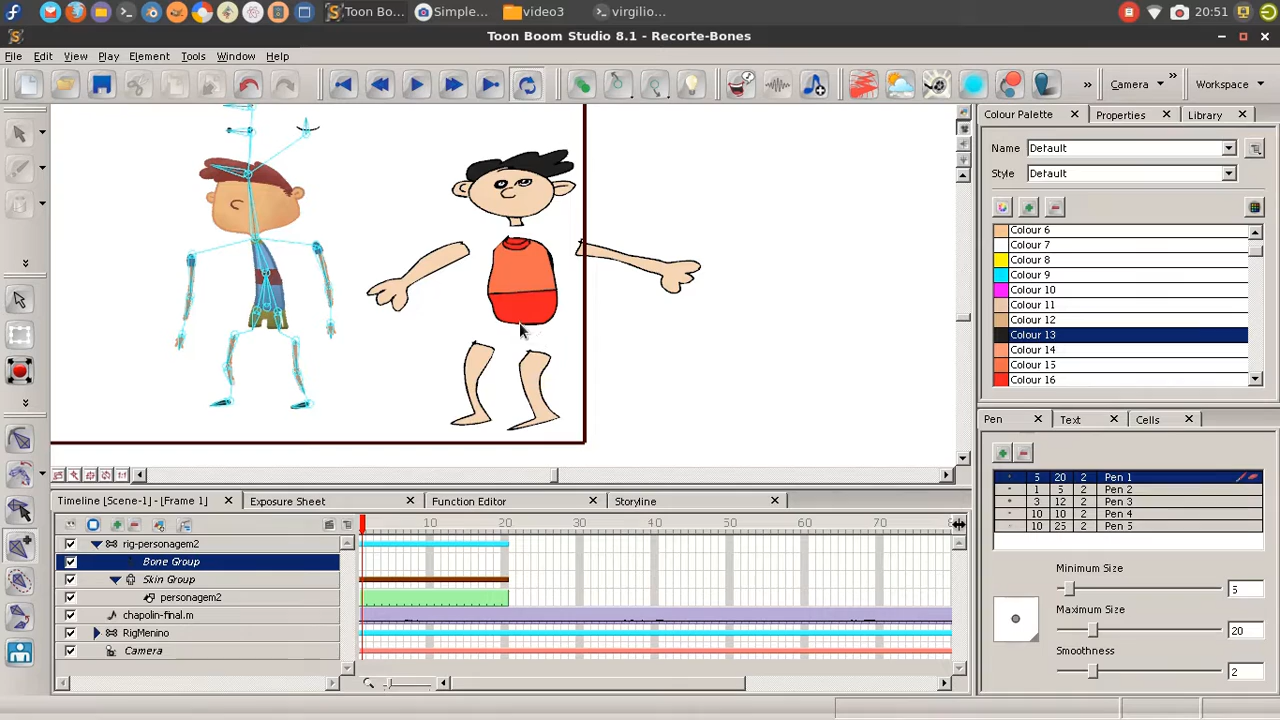 Toon Bo...
Simple...
video3
virgilio...
20:51
Toon Boom Studio 8.1 - Recorte-Bones
File Edit View Play Element Tools Window Help
» Camera » Workspace
Colour Palette Properties Library
Name Default
Style Default
Colour 6
Colour 7
Colour 8
Colour 9
Colour 10
Colour 11
Colour 12
Colour 13
Colour 14
Colour 15
Colour 16
Pen Text Cells
5 20 2 Pen 1
1 5 2 Pen 2
3 12 2 Pen 3
10 10 2 Pen 4
10 25 2 Pen 5
Minimum Size
5
Maximum Size
20
Smoothness
2
Timeline [Scene-1] - [Frame 1] Exposure Sheet Function Editor Storyline
10 20 30 40 50 60 70
rig-personagem2
Bone Group
Skin Group
personagem2
chapolin-final.m
RigMenino
Camera